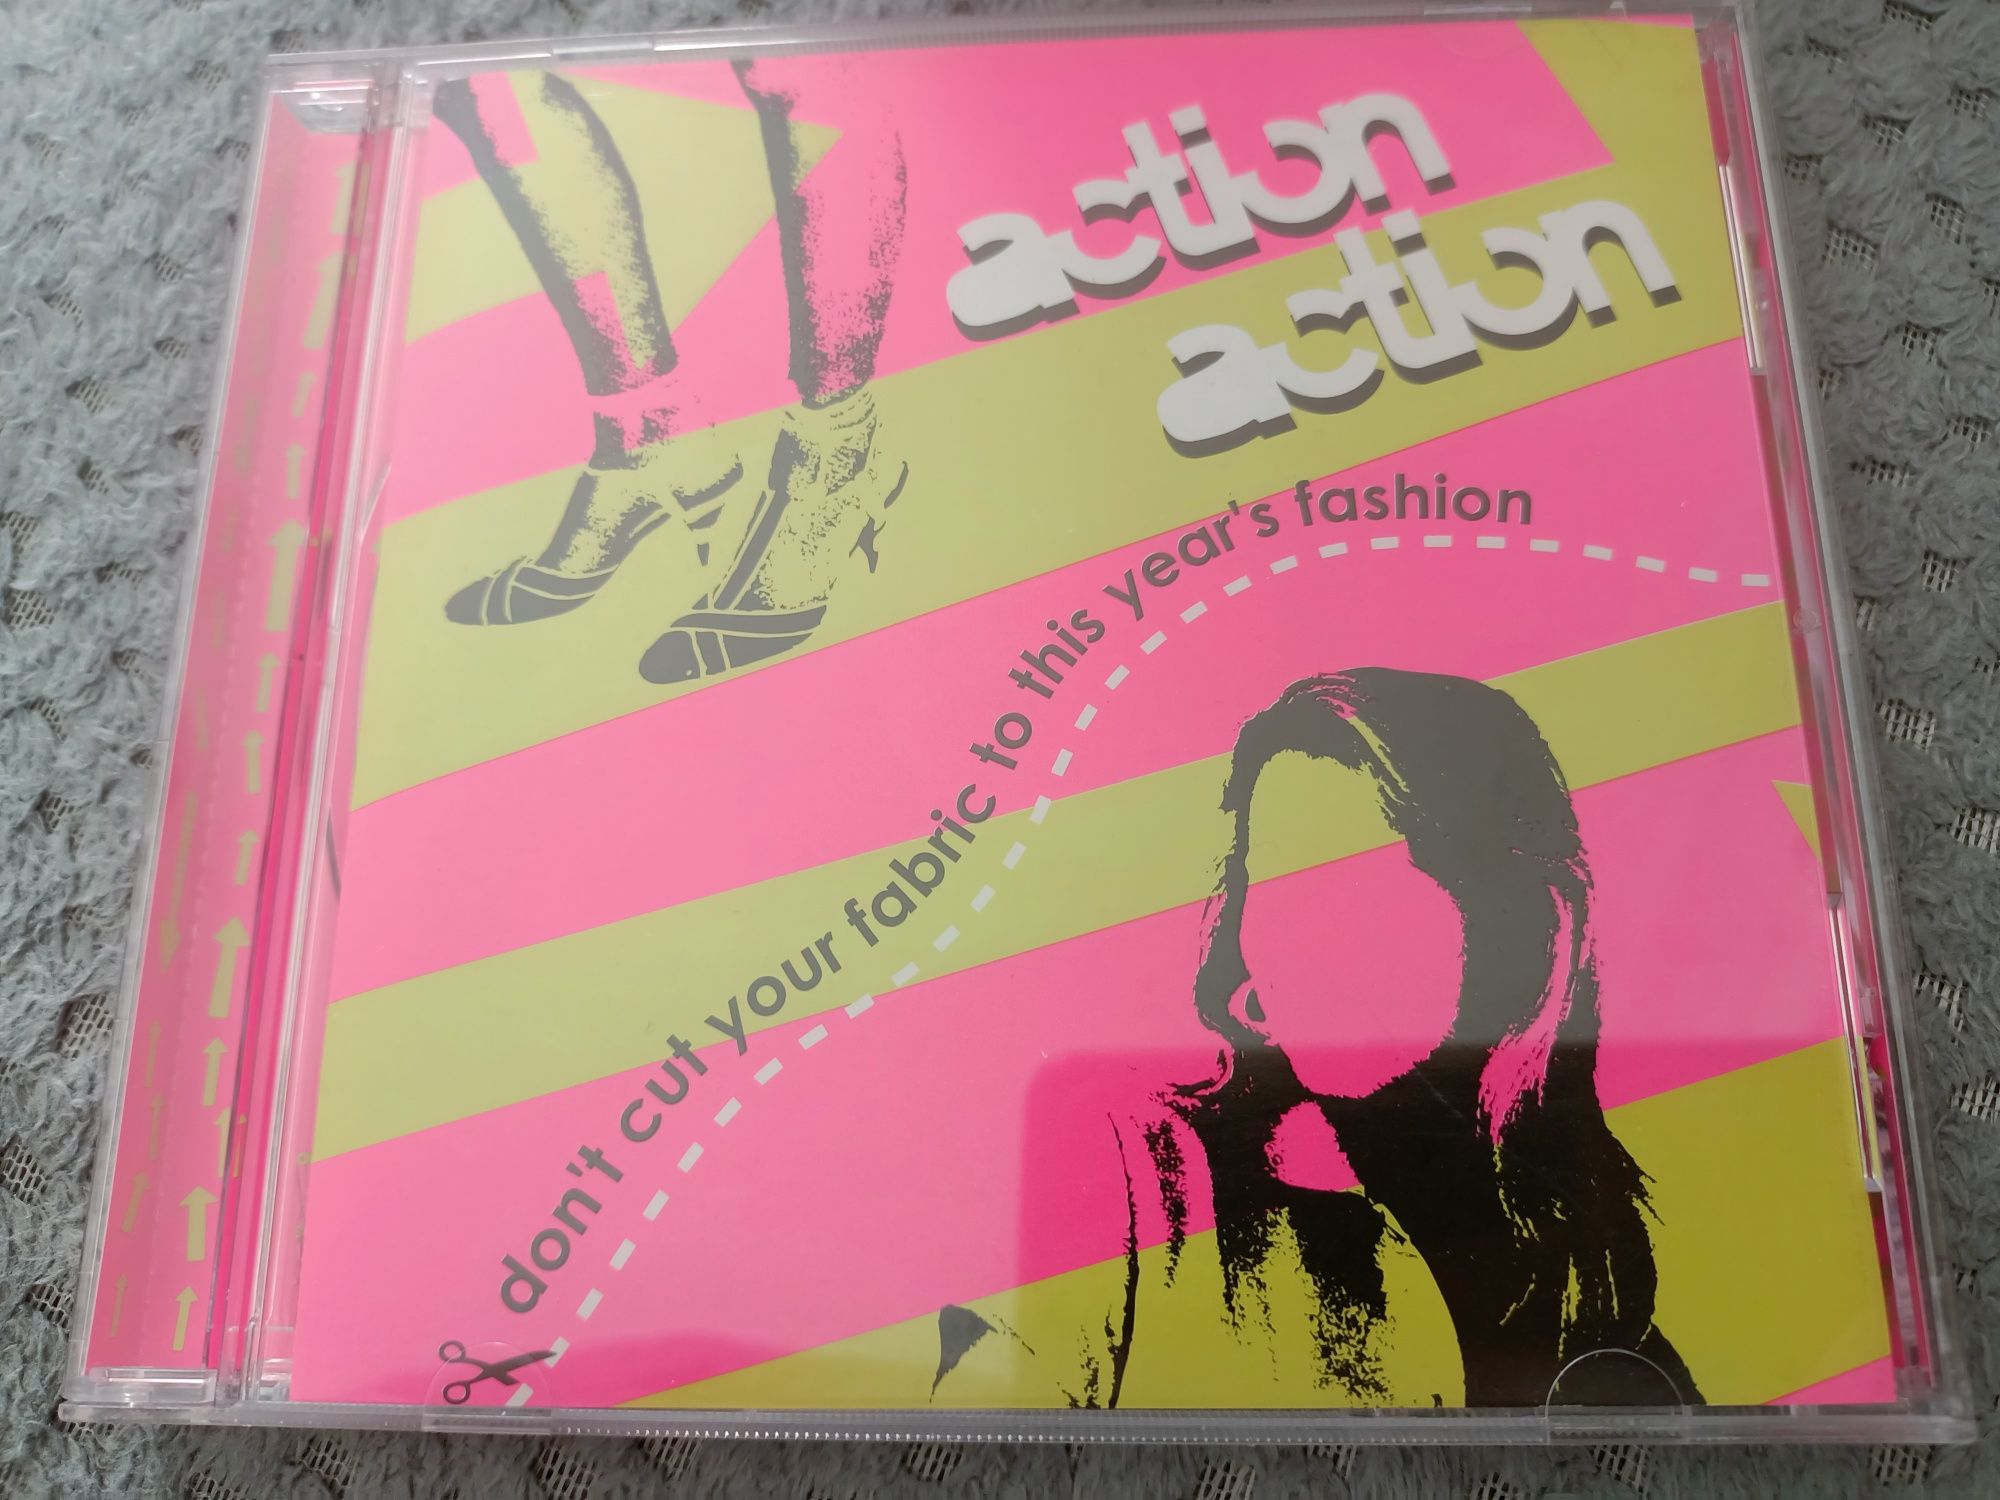 action
action
don't cut your fabric to this year's fashion